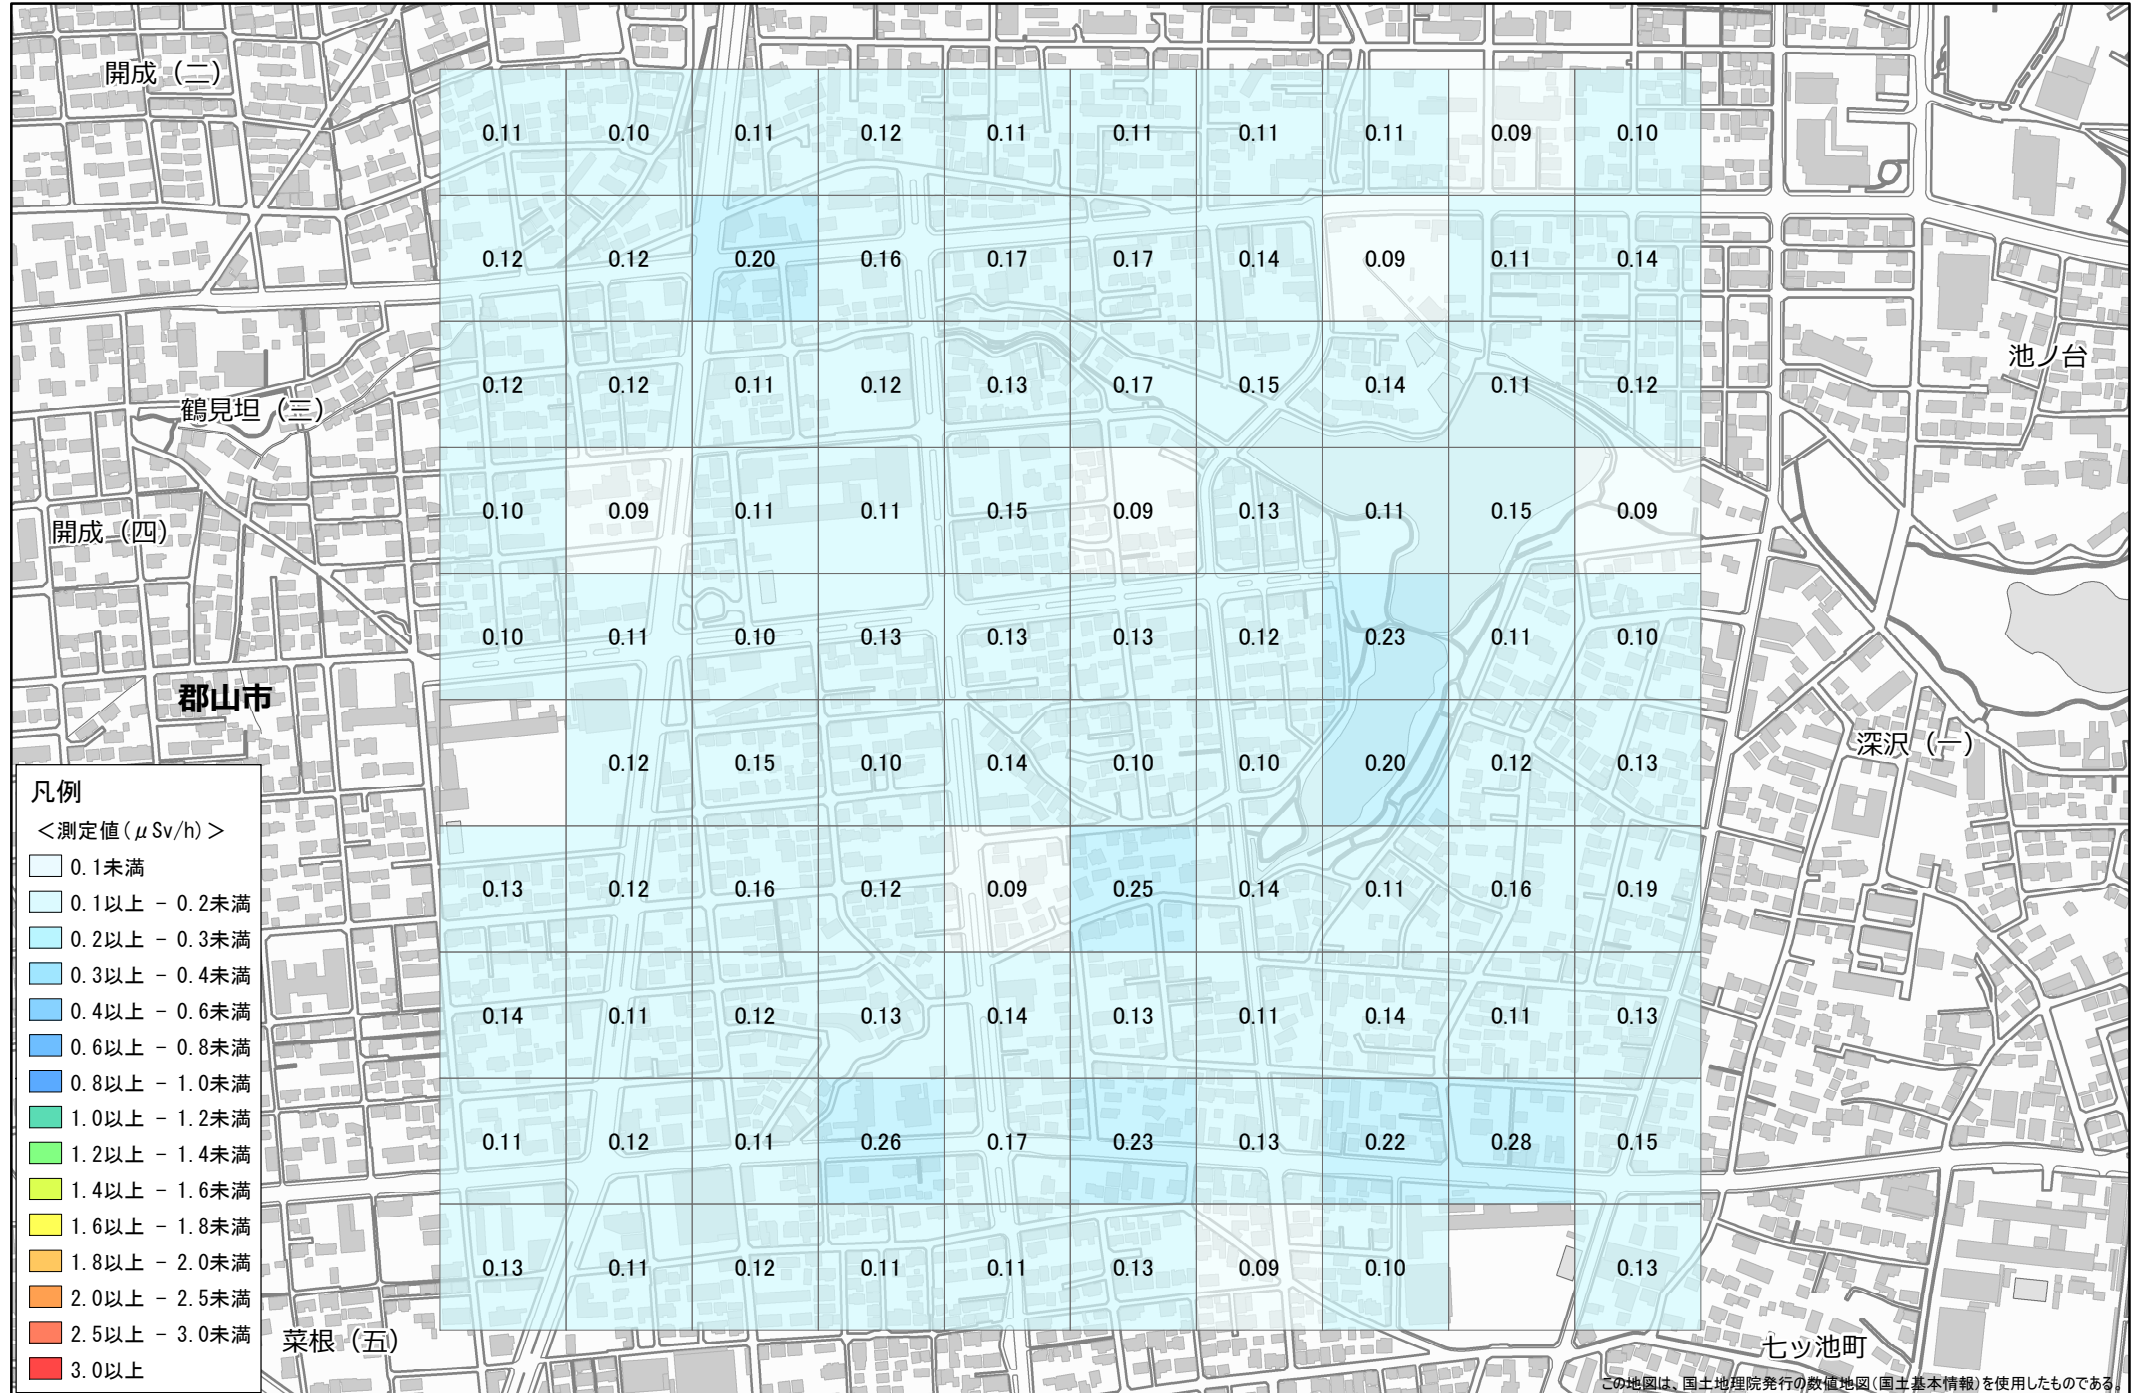 開成（二）
0.11 0.10 0.11 0.12 0.11 0.11 0.11 0.11 0.09 0.10
0.12 0.12 0.20 0.16 0.17 0.17 0.14 0.09 0.11 0.14
池ノ台
0.12 0.12 0.11 0.12 0.13 0.17 0.15 0.14 0.11 0.12
鶴見坦（三）
0.10 0.09 0.11 0.11 0.15 0.09 0.13 0.11 0.15 0.09
開成（四）
0.10 0.11 0.10 0.13 0.13 0.13 0.12 0.23 0.11 0.10
郡山市
深沢（一）
0.12 0.15 0.10 0.14 0.10 0.10 0.20 0.12 0.13
0.13 0.12 0.16 0.12 0.09 0.25 0.14 0.11 0.16 0.19
0.14 0.11 0.12 0.13 0.14 0.13 0.11 0.14 0.11 0.13
0.11 0.12 0.11 0.26 0.17 0.23 0.13 0.22 0.28 0.15
0.13 0.11 0.12 0.11 0.11 0.13 0.09 0.10 0.13
菜根（五）
七ッ池町
凡例
＜測定値（μSv/h）＞
0.1未満
0.1以上 － 0.2未満
0.2以上 － 0.3未満
0.3以上 － 0.4未満
0.4以上 － 0.6未満
0.6以上 － 0.8未満
0.8以上 － 1.0未満
1.0以上 － 1.2未満
1.2以上 － 1.4未満
1.4以上 － 1.6未満
1.6以上 － 1.8未満
1.8以上 － 2.0未満
2.0以上 － 2.5未満
2.5以上 － 3.0未満
3.0以上
この地図は、国土地理院発行の数値地図（国土基本情報）を使用したものである。